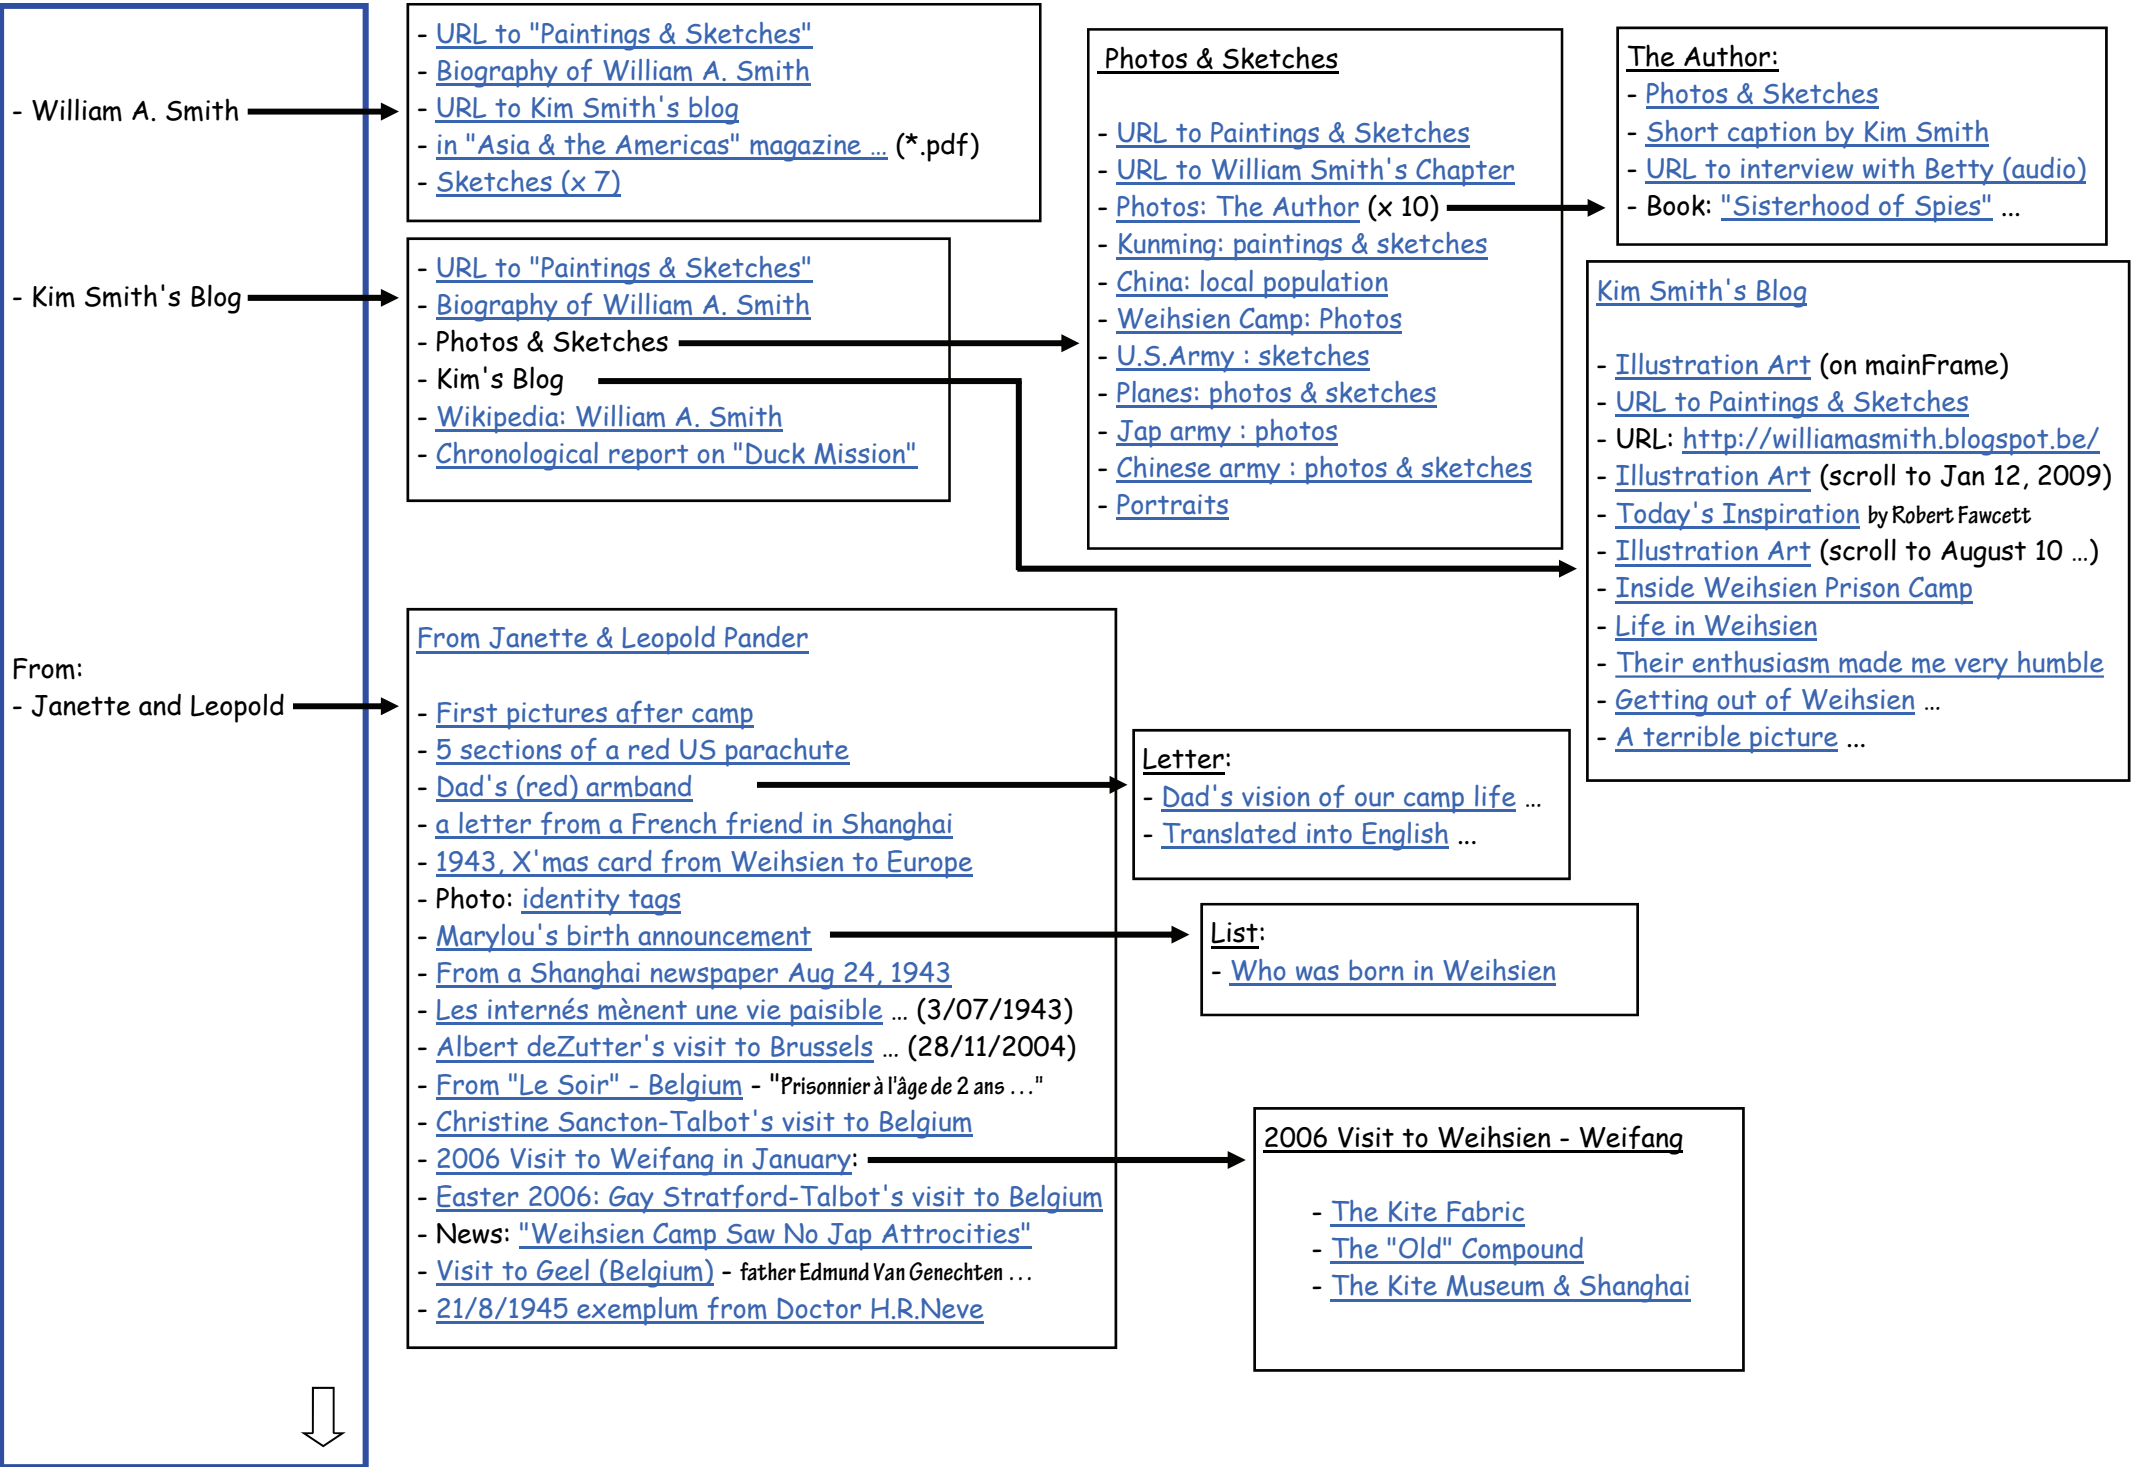 - William A. Smith
- Kim Smith's Blog
From:
- Janette and Leopold
- URL to "Paintings & Sketches"
- Biography of William A. Smith
- URL to Kim Smith's blog
- in "Asia & the Americas" magazine ... (*.pdf)
- Sketches (x 7)
- URL to "Paintings & Sketches"
- Biography of William A. Smith
- Photos & Sketches
- Kim's Blog
- Wikipedia: William A. Smith
- Chronological report on "Duck Mission"
Photos & Sketches
- URL to Paintings & Sketches
- URL to William Smith's Chapter
- Photos: The Author (x 10)
- Kunming: paintings & sketches
- China: local population
- Weihsien Camp: Photos
- U.S.Army : sketches
- Planes: photos & sketches
- Jap army : photos
- Chinese army : photos & sketches
- Portraits
The Author:
- Photos & Sketches
- Short caption by Kim Smith
- URL to interview with Betty (audio)
- Book: "Sisterhood of Spies" ...
Kim Smith's Blog
- Illustration Art (on mainFrame)
- URL to Paintings & Sketches
- URL: http://williamasmith.blogspot.be/
- Illustration Art (scroll to Jan 12, 2009)
- Today's Inspiration by Robert Fawcett
- Illustration Art (scroll to August 10 ...)
- Inside Weihsien Prison Camp
- Life in Weihsien
- Their enthusiasm made me very humble
- Getting out of Weihsien ...
- A terrible picture ...
From Janette & Leopold Pander
- First pictures after camp
- 5 sections of a red US parachute
- Dad's (red) armband
- a letter from a French friend in Shanghai
- 1943, X'mas card from Weihsien to Europe
- Photo: identity tags
- Marylou's birth announcement
- From a Shanghai newspaper Aug 24, 1943
- Les internés mènent une vie paisible ... (3/07/1943)
- Albert deZutter's visit to Brussels ... (28/11/2004)
- From "Le Soir" - Belgium - "Prisonnier à l'âge de 2 ans ..."
- Christine Sancton-Talbot's visit to Belgium
- 2006 Visit to Weifang in January:
- Easter 2006: Gay Stratford-Talbot's visit to Belgium
- News: "Weihsien Camp Saw No Jap Attrocities"
- Visit to Geel (Belgium) - father Edmund Van Genechten ...
- 21/8/1945 exemplum from Doctor H.R.Neve
Letter:
- Dad's vision of our camp life ...
- Translated into English ...
List:
- Who was born in Weihsien
2006 Visit to Weihsien - Weifang
- The Kite Fabric
- The "Old" Compound
- The Kite Museum & Shanghai